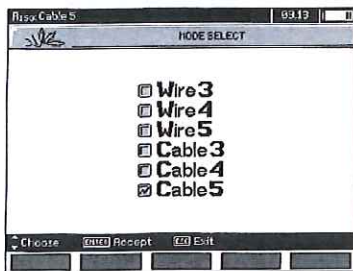 Riso: Cable 5 09:13
MODE SELECT
Wire3
Wire4
Wire5
Cable3
Cable4
Cable5
Choose ENTER Accept ESC Exit